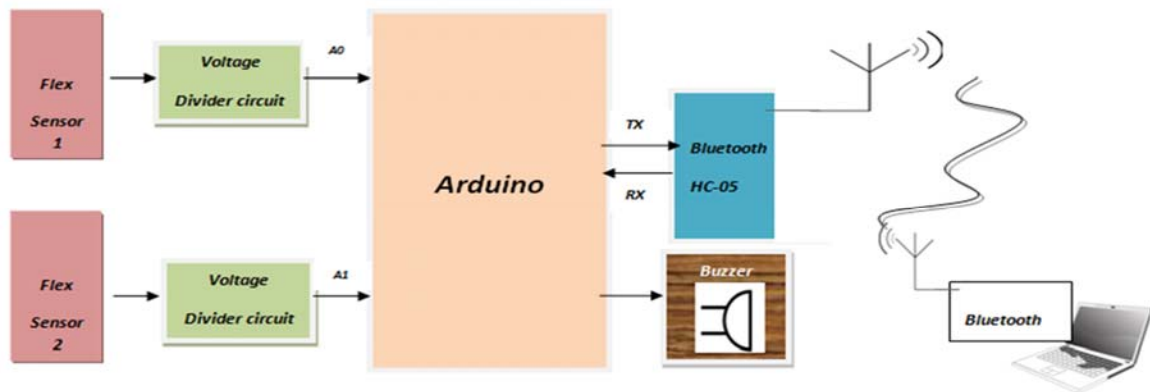 Flex
Sensor
1
Voltage
Divider circuit
A0
Arduino
TX
RX
Bluetooth
HC-05
Flex
Sensor
2
Voltage
Divider circuit
A1
Buzzer
Bluetooth